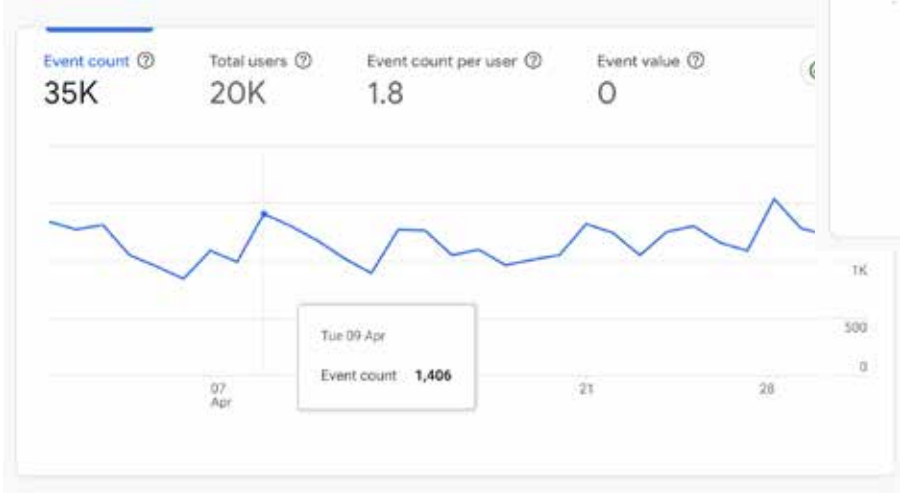 Event count
Total users
Event count per user
Event value
35K
20K
1.8
0
1K
500
0
Tue 09 Apr
Event count 1,406
07
Apr
21
28